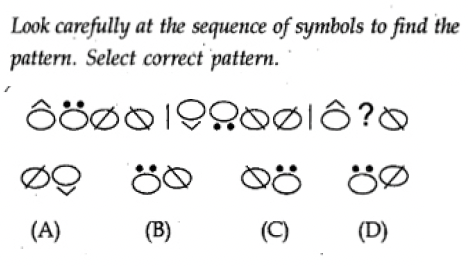 Look carefully at the sequence of symbols to find the
pattern. Select correct pattern.
?
(A) (B) (C) (D)